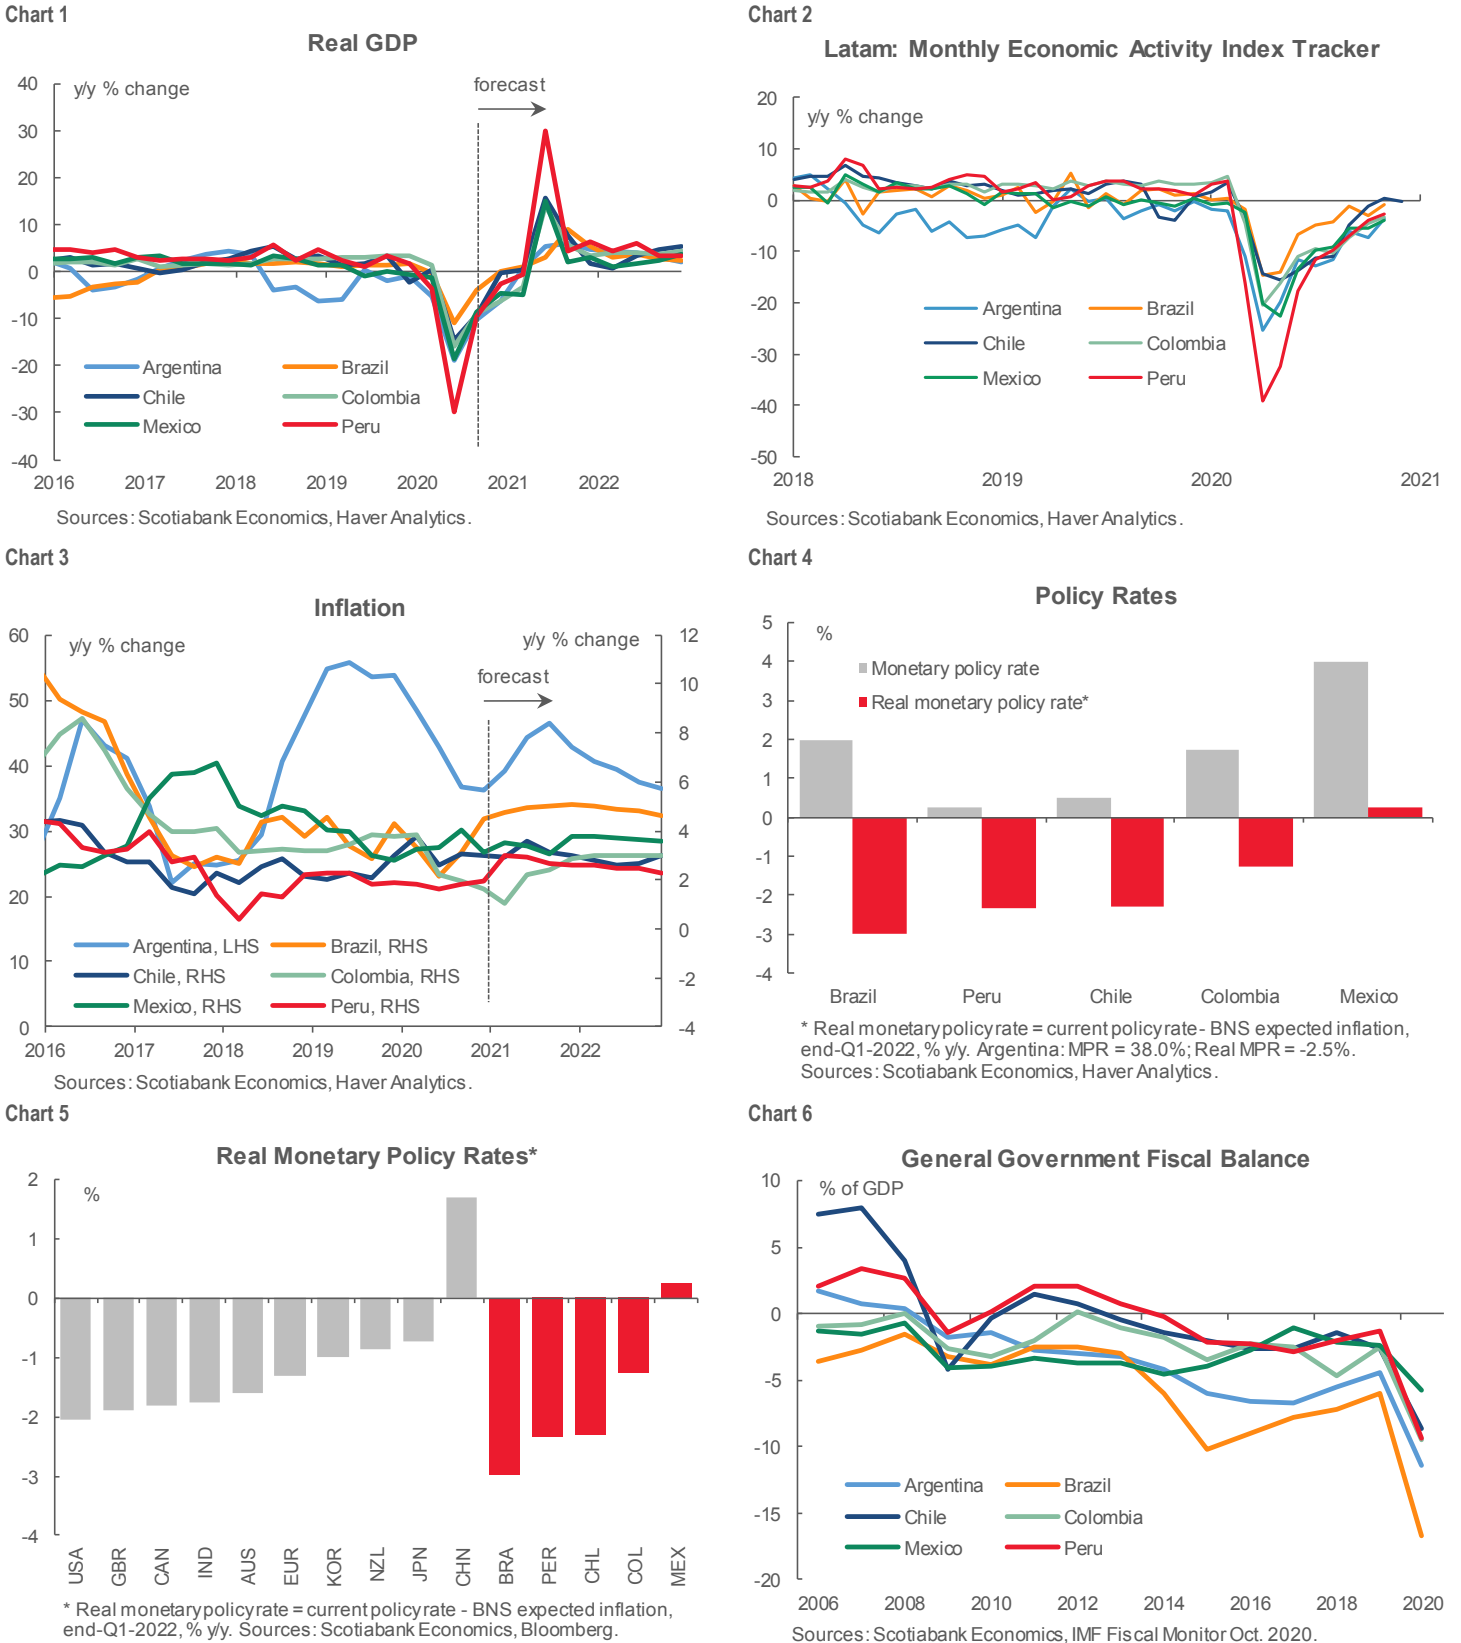 Chart 1
Real GDP
y/y % change
forecast
40
30
20
10
0
-10
-20
-30
-40
Argentina
Brazil
Chile
Colombia
Mexico
Peru
2016 2017 2018 2019 2020 2021 2022
Sources: Scotiabank Economics, Haver Analytics.
Chart 2
Latam: Monthly Economic Activity Index Tracker
y/y % change
20
10
0
-10
-20
-30
-40
-50
Argentina
Brazil
Chile
Colombia
Mexico
Peru
2018 2019 2020 2021
Sources: Scotiabank Economics, Haver Analytics.
Chart 3
Inflation
y/y % change
y/y % change
forecast
60
50
40
30
20
10
0
12
10
8
6
4
2
0
-2
-4
Argentina, LHS
Brazil, RHS
Chile, RHS
Colombia, RHS
Mexico, RHS
Peru, RHS
2016 2017 2018 2019 2020 2021 2022
Sources: Scotiabank Economics, Haver Analytics.
Chart 4
Policy Rates
%
5
4
3
2
1
0
-1
-2
-3
-4
Monetary policy rate
Real monetary policy rate*
Brazil Peru Chile Colombia Mexico
* Real monetary policy rate = current policy rate - BNS expected inflation,
end-Q1-2022, % y/y. Argentina: MPR = 38.0%; Real MPR = -2.5%.
Sources: Scotiabank Economics, Haver Analytics.
Chart 5
Real Monetary Policy Rates*
%
2
1
0
-1
-2
-3
-4
USA GBR CAN IND AUS EUR KOR NZL JPN CHN BRA PER CHL COL MEX
* Real monetary policy rate = current policy rate - BNS expected inflation,
end-Q1-2022, % y/y. Sources: Scotiabank Economics, Bloomberg.
Chart 6
General Government Fiscal Balance
% of GDP
10
5
0
-5
-10
-15
-20
Argentina
Brazil
Chile
Colombia
Mexico
Peru
2006 2008 2010 2012 2014 2016 2018 2020
Sources: Scotiabank Economics, IMF Fiscal Monitor Oct. 2020.